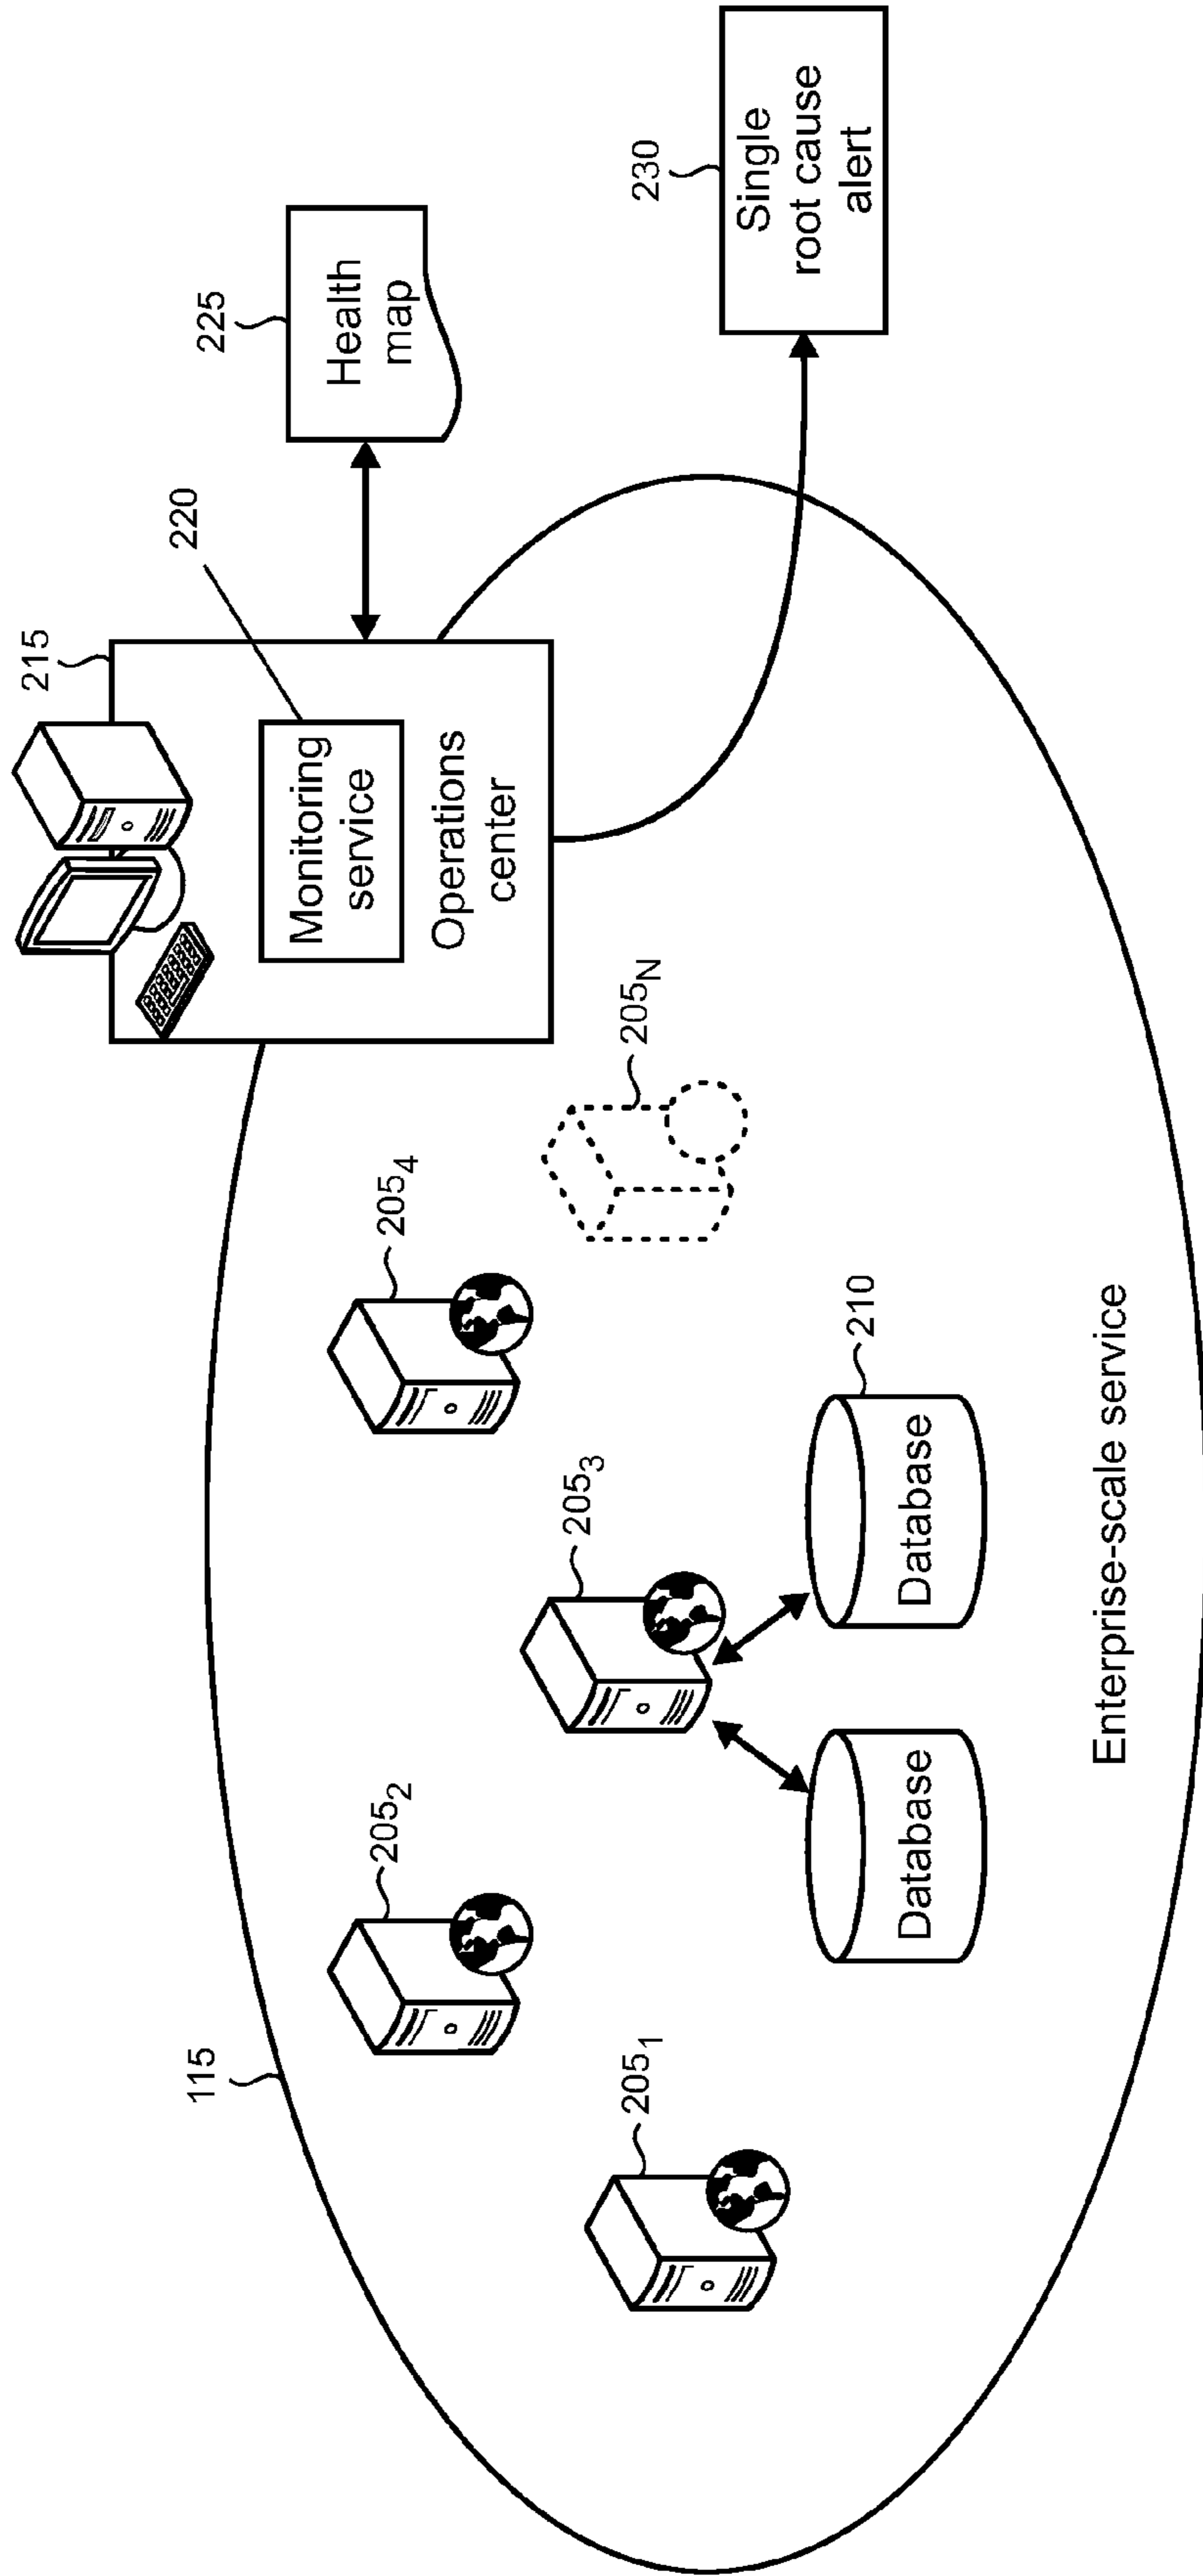 115
205₁
205₂
205₃
205₄
205N
Database
Database
210
Enterprise-scale service
215
Monitoring
service
Operations
center
220
225
Health
map
230
Single
root cause
alert